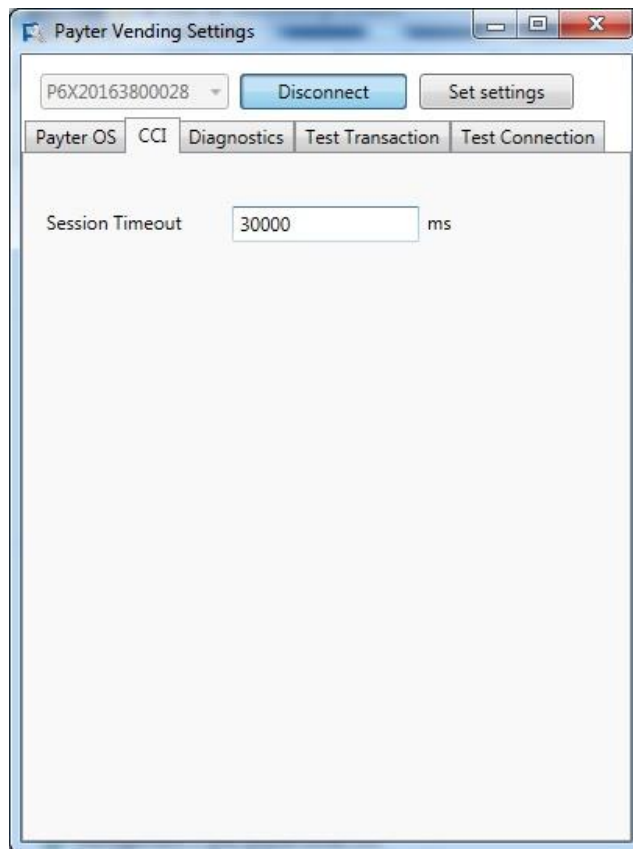 Payter Vending Settings
P6X20163800028 Disconnect Set settings
Payter OS CCI Diagnostics Test Transaction Test Connection
Session Timeout 30000 ms